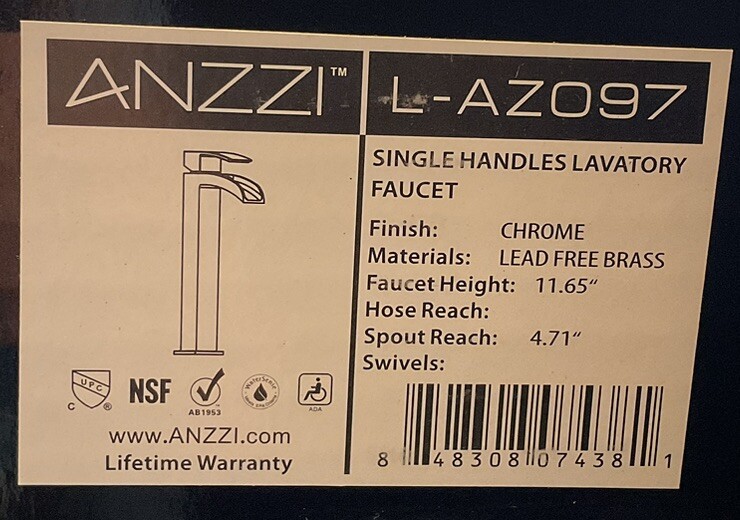 ANZZI™
L-AZ097
SINGLE HANDLES LAVATORY
FAUCET
Finish: CHROME
Materials: LEAD FREE BRASS
Faucet Height: 11.65“
Hose Reach:
Spout Reach: 4.71“
Swivels:
UPC
C ®
NSF
AB1953
WaterSense
ADA
www.ANZZI.com
Lifetime Warranty
8 48308 07438 1